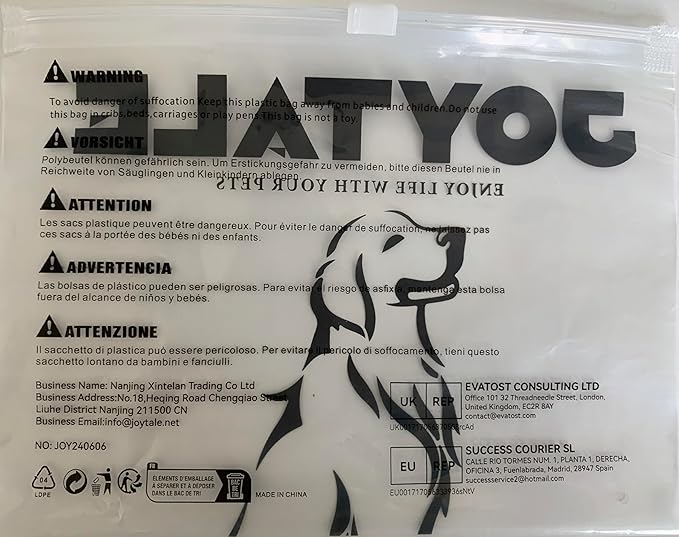 JOYTALE
ENJOY LIFE WITH YOUR PETS
WARNING
To avoid danger of suffocation Keep this plastic bag away from babies and children.Do not use
this bag in cribs.beds, carriages or play pens.This bag is not a toy.
VORSICHT
Polybeutel können gefährlich sein. Um Erstickungsgefahr zu vermeiden, bitte diesen Beutel nie in
Reichweite von Säuglingen und Kleinkindern ablegen.
ATTENTION
Les sacs plastique peuvent être dangereux. Pour éviter le danger de suffocation, ne laissez pas
ces sacs à la portée des bébés ni des enfants.
ADVERTENCIA
Las bolsas de plástico pueden ser peligrosas. Para evitar el riesgo de asfixia, mantenga esta bolsa
fuera del alcance de niños y bebés.
ATTENZIONE
Il sacchetto di plastica può essere pericoloso. Per evitare il pericolo di soffocamento, tieni questo
sacchetto lontano da bambini e fanciulli.
Business Name: Nanjing Xintelan Trading Co Ltd
Business Address:No.18,Heqing Road Chengqiao Street
Liuhe District Nanjing 211500 CN
Business Email:info@joytale.net
NO: JOY240606
UK REP
EVATOST CONSULTING LTD
Office 101 32 Threadneedle Street, London,
United Kingdom, EC2R 8AY
contact@evatost.com
EU REP
SUCCESS COURIER SL
CALLE RIO TORMES NUM. 1, PLANTA 1, DERECHA,
OFICINA 3, Fuenlabrada, Madrid, 28947 Spain
successservice2@hotmail.com
04
LDPE
FR
ÉLÉMENTS D'EMBALLAGE
À SÉPARER ET À DÉPOSER
DANS LE BAC DE TRI
BAC
DE
TRI
MADE IN CHINA